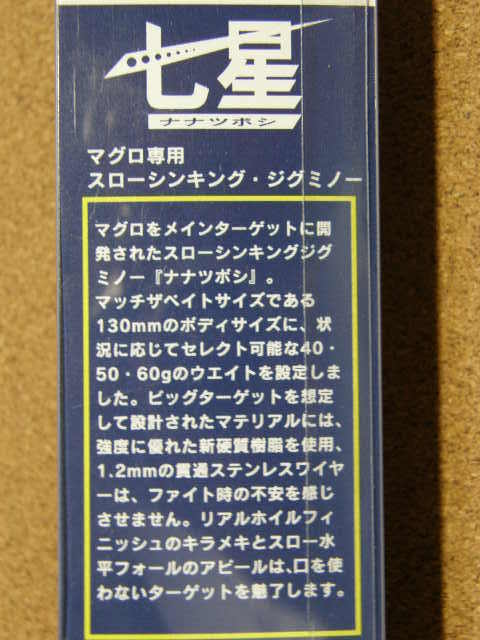 七星
ナナツボシ
マグロ専用
スローシンキング・ジグミノー
マグロをメインターゲットに開
発されたスローシンキングジグ
ミノー『ナナツボシ』。
マッチザベイトサイズである
130mmのボディサイズに、状
況に応じてセレクト可能な40・
50・60gのウエイトを設定しま
した。ビッグターゲットを想定
して設計されたマテリアルには、
強度に優れた新硬質樹脂を使用、
1.2mmの貫通ステンレスワイヤ
ーは、ファイト時の不安を感じ
させません。リアルホイルフィ
ニッシュのキラメキとスロー水
平フォールのアピールは、口を使
わないターゲットを魅了します。